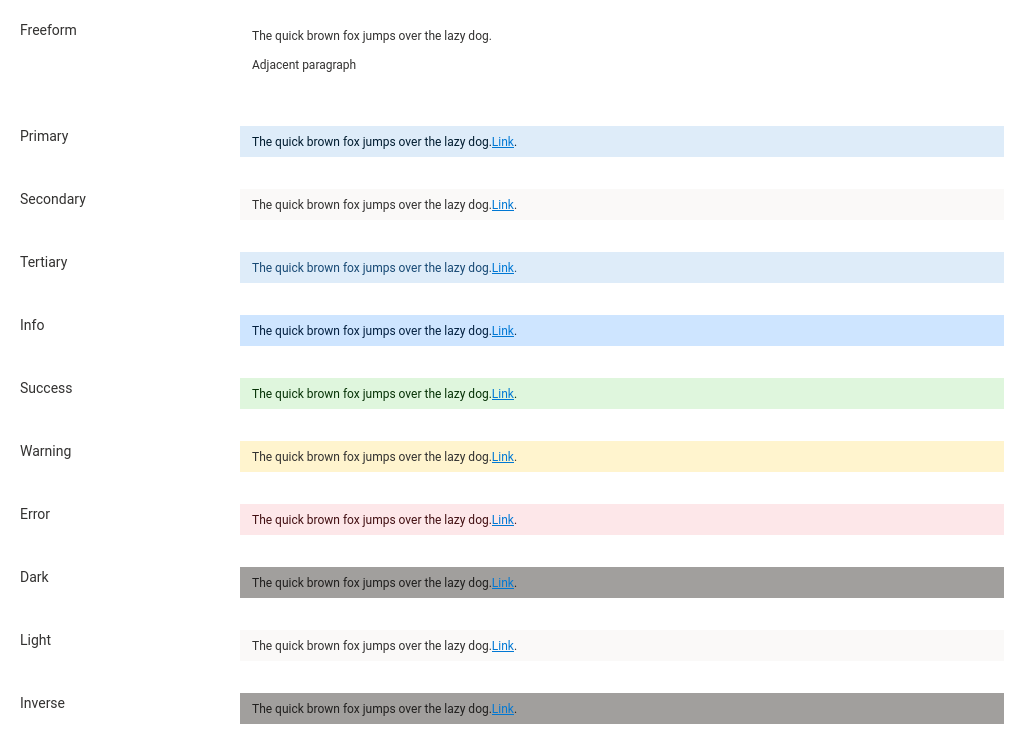 Freeform
The quick brown fox jumps over the lazy dog.
Adjacent paragraph
Primary
The quick brown fox jumps over the lazy dog.Link.
Secondary
The quick brown fox jumps over the lazy dog.Link.
Tertiary
The quick brown fox jumps over the lazy dog.Link.
Info
The quick brown fox jumps over the lazy dog.Link.
Success
The quick brown fox jumps over the lazy dog.Link.
Warning
The quick brown fox jumps over the lazy dog.Link.
Error
The quick brown fox jumps over the lazy dog.Link.
Dark
The quick brown fox jumps over the lazy dog.Link.
Light
The quick brown fox jumps over the lazy dog.Link.
Inverse
The quick brown fox jumps over the lazy dog.Link.